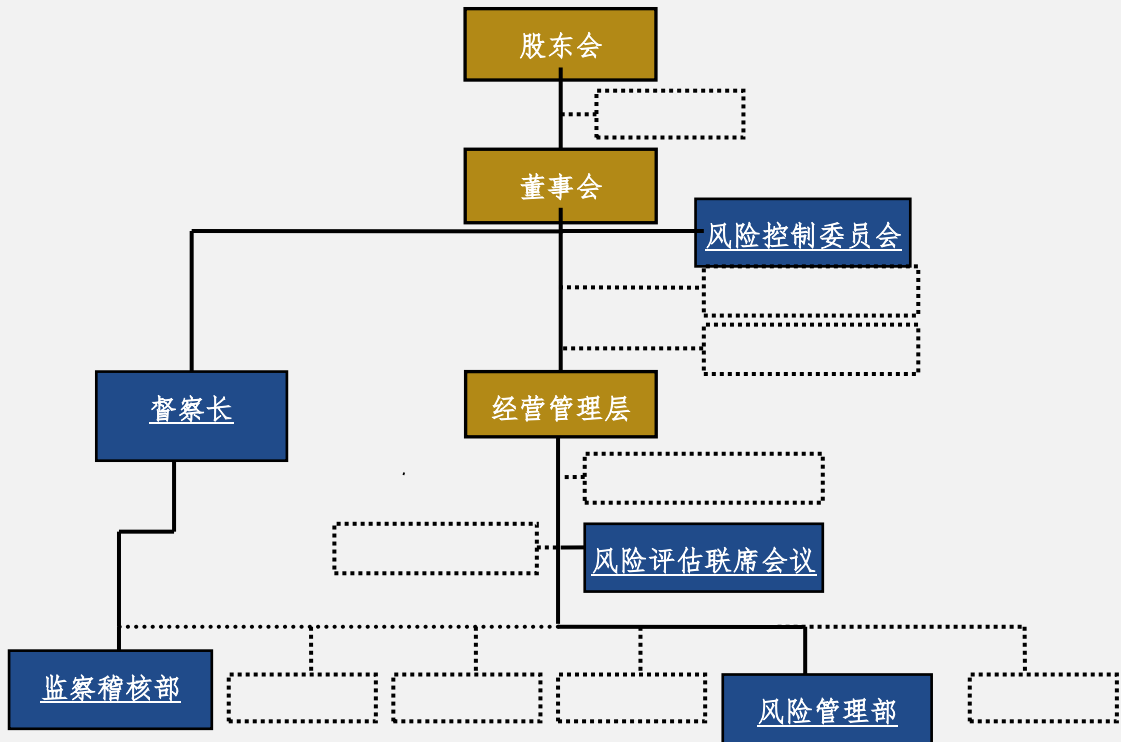 股东会
董事会
风险控制委员会
督察长
经营管理层
风险评估联席会议
监察稽核部
风险管理部